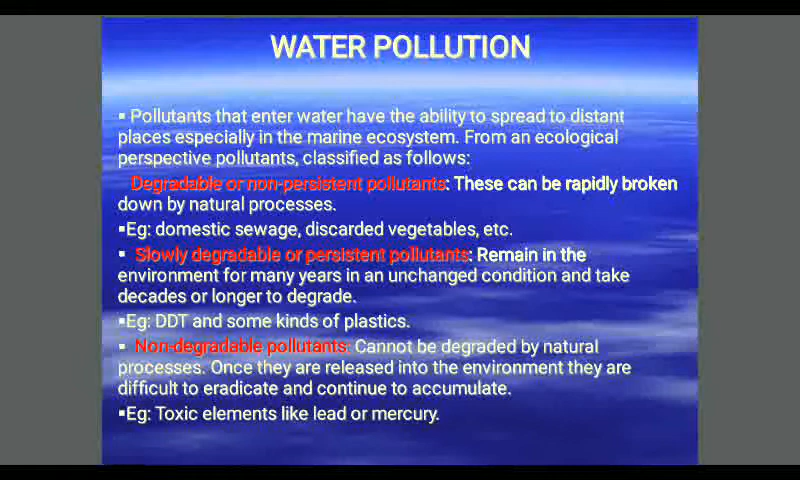 WATER POLLUTION
▪ Pollutants that enter water have the ability to spread to distant
places especially in the marine ecosystem. From an ecological
perspective pollutants, classified as follows:
Degradable or non-persistent pollutants: These can be rapidly broken
down by natural processes.
▪Eg: domestic sewage, discarded vegetables, etc.
▪ Slowly degradable or persistent pollutants: Remain in the
environment for many years in an unchanged condition and take
decades or longer to degrade.
▪Eg: DDT and some kinds of plastics.
▪ Non-degradable pollutants: Cannot be degraded by natural
processes. Once they are released into the environment they are
difficult to eradicate and continue to accumulate.
▪Eg: Toxic elements like lead or mercury.